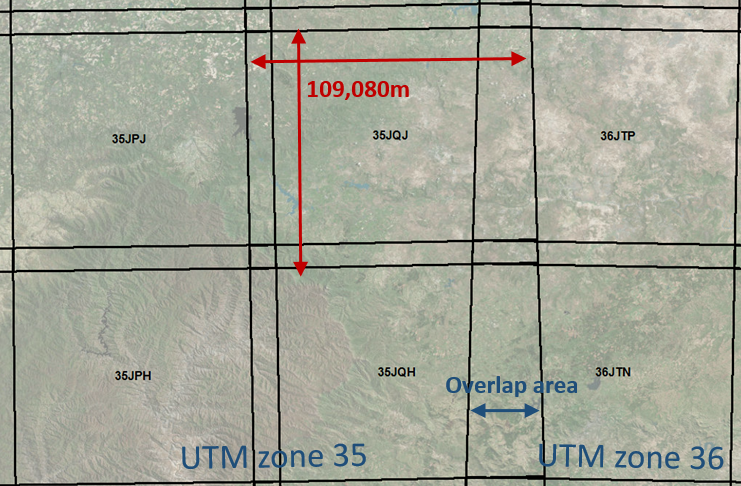 109,080m
35JPJ
35JQJ
36JTP
35JPH
35JQH
36JTN
Overlap area
UTM zone 35
UTM zone 36